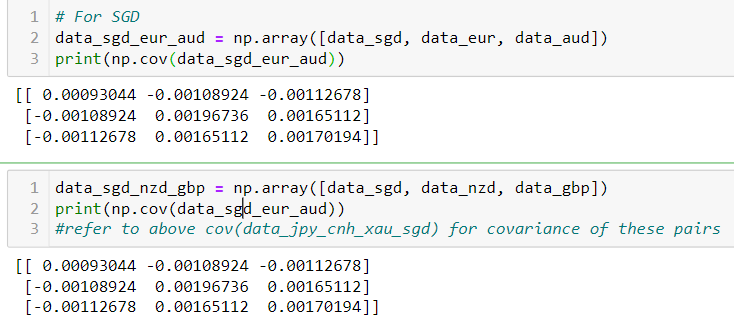 1 # For SGD
2 data_sgd_eur_aud = np.array([data_sgd, data_eur, data_aud])
3 print(np.cov(data_sgd_eur_aud))
[[ 0.00093044 -0.00108924 -0.00112678]
[-0.00108924 0.00196736 0.00165112]
[-0.00112678 0.00165112 0.00170194]]
1 data_sgd_nzd_gbp = np.array([data_sgd, data_nzd, data_gbp])
2 print(np.cov(data_sgd_eur_aud))
3 #refer to above cov(data_jpy_cnh_xau_sgd) for covariance of these pairs
[[ 0.00093044 -0.00108924 -0.00112678]
[-0.00108924 0.00196736 0.00165112]
[-0.00112678 0.00165112 0.00170194]]